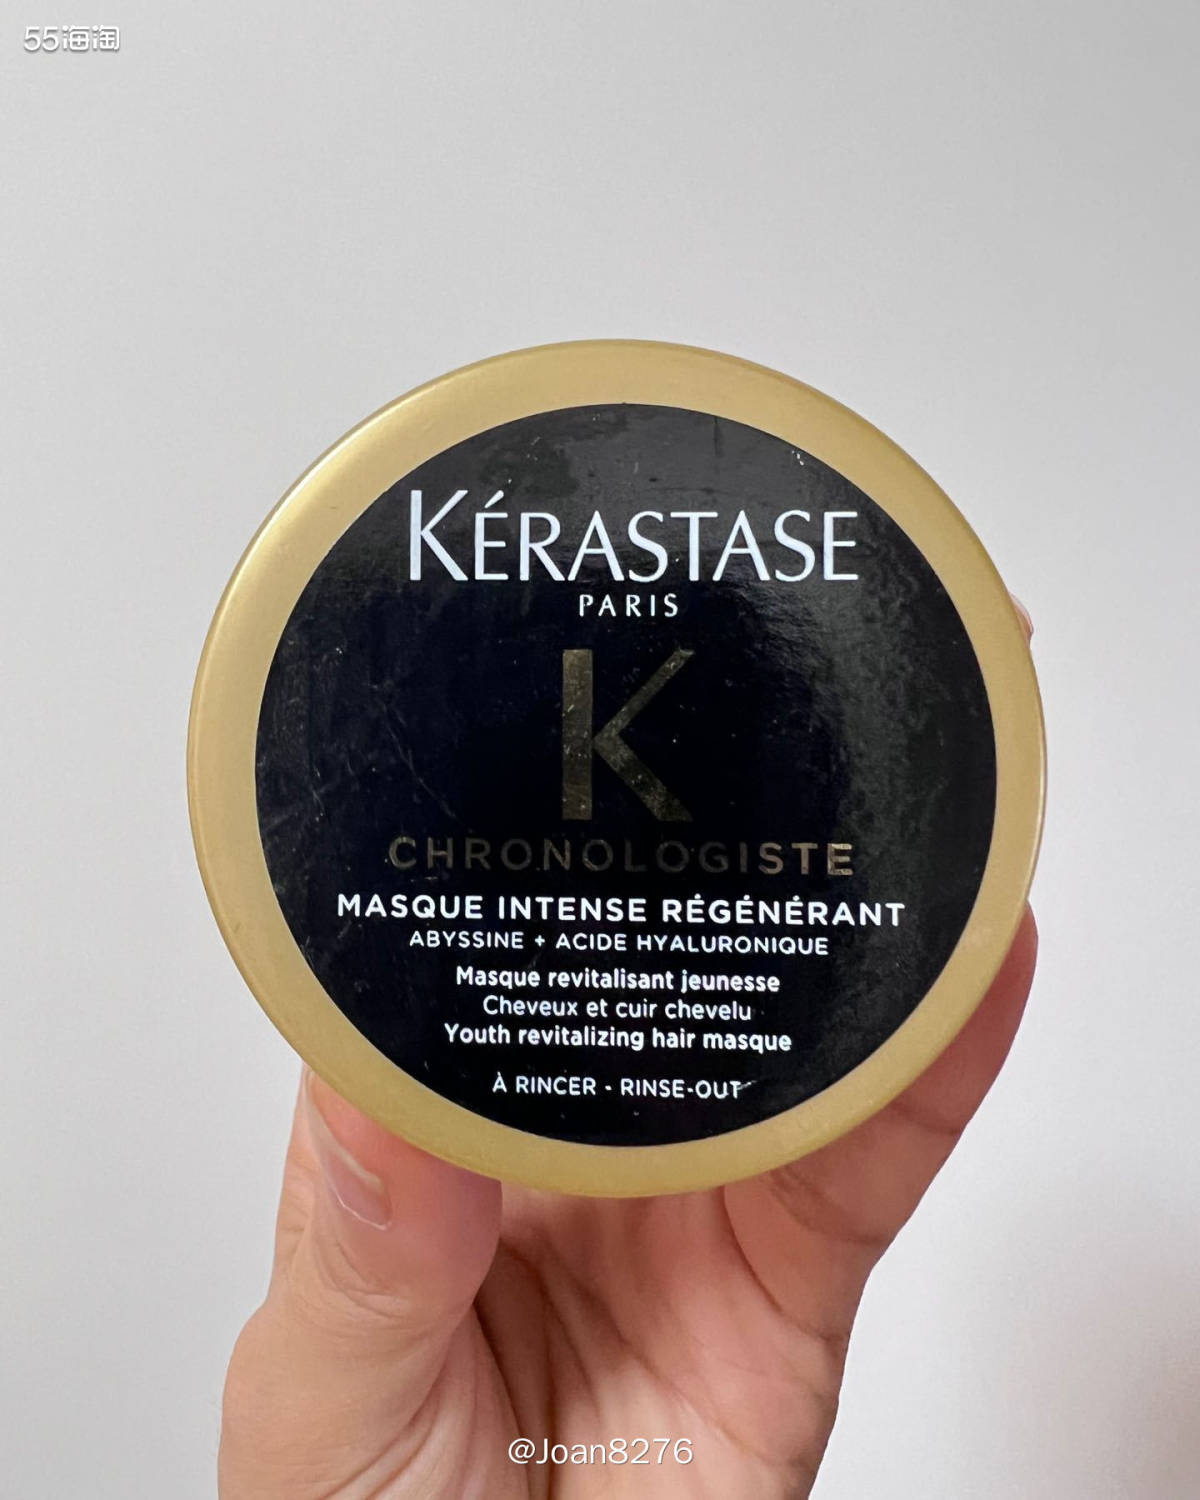 55海淘
KÉRASTASE
PARIS
K
CHRONOLOGISTE
MASQUE INTENSE RÉGÉNÉRANT
ABYSSINE + ACIDE HYALURONIQUE
Masque revitalisant jeunesse
Cheveux et cuir chevelu
Youth revitalizing hair masque
À RINCER - RINSE-OUT
@Joan8276